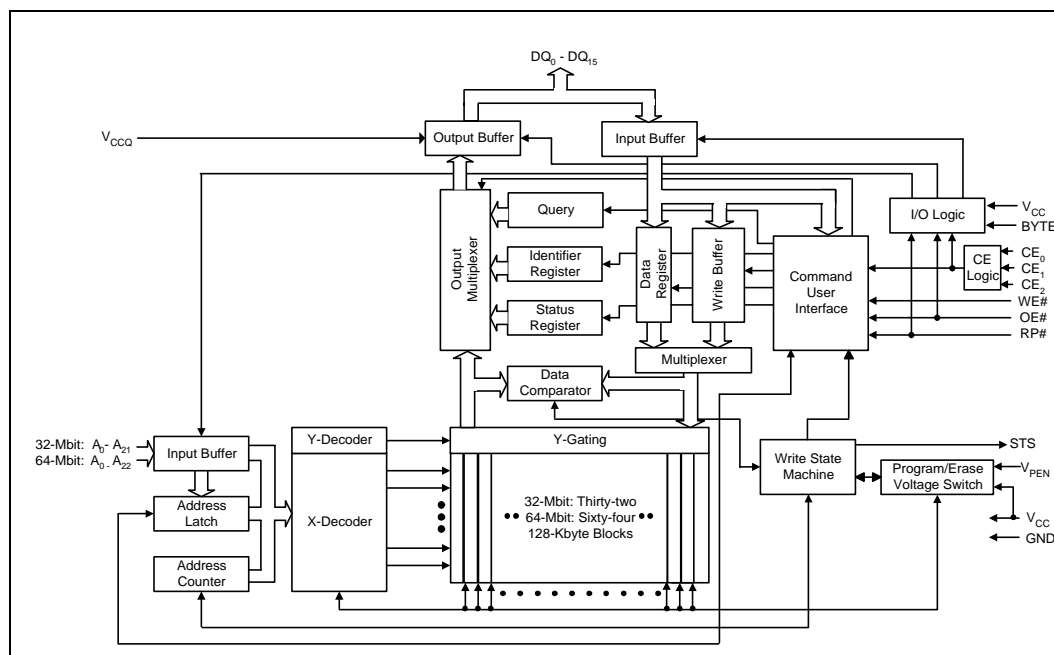 DQ0 - DQ15
VCCQ
Output Buffer
Input Buffer
Output
Multiplexer
Query
Identifier
Register
Status
Register
Data
Register
Write Buffer
Command
User
Interface
I/O Logic
VCC
BYTE
CE
Logic
CE0
CE1
CE2
WE#
OE#
RP#
Multiplexer
Data
Comparator
32-Mbit: A0- A21
64-Mbit: A0 - A22
Input Buffer
Y-Decoder
Y-Gating
Write State
Machine
STS
Program/Erase
Voltage Switch
VPEN
VCC
GND
Address
Latch
X-Decoder
32-Mbit: Thirty-two
64-Mbit: Sixty-four
128-Kbyte Blocks
Address
Counter